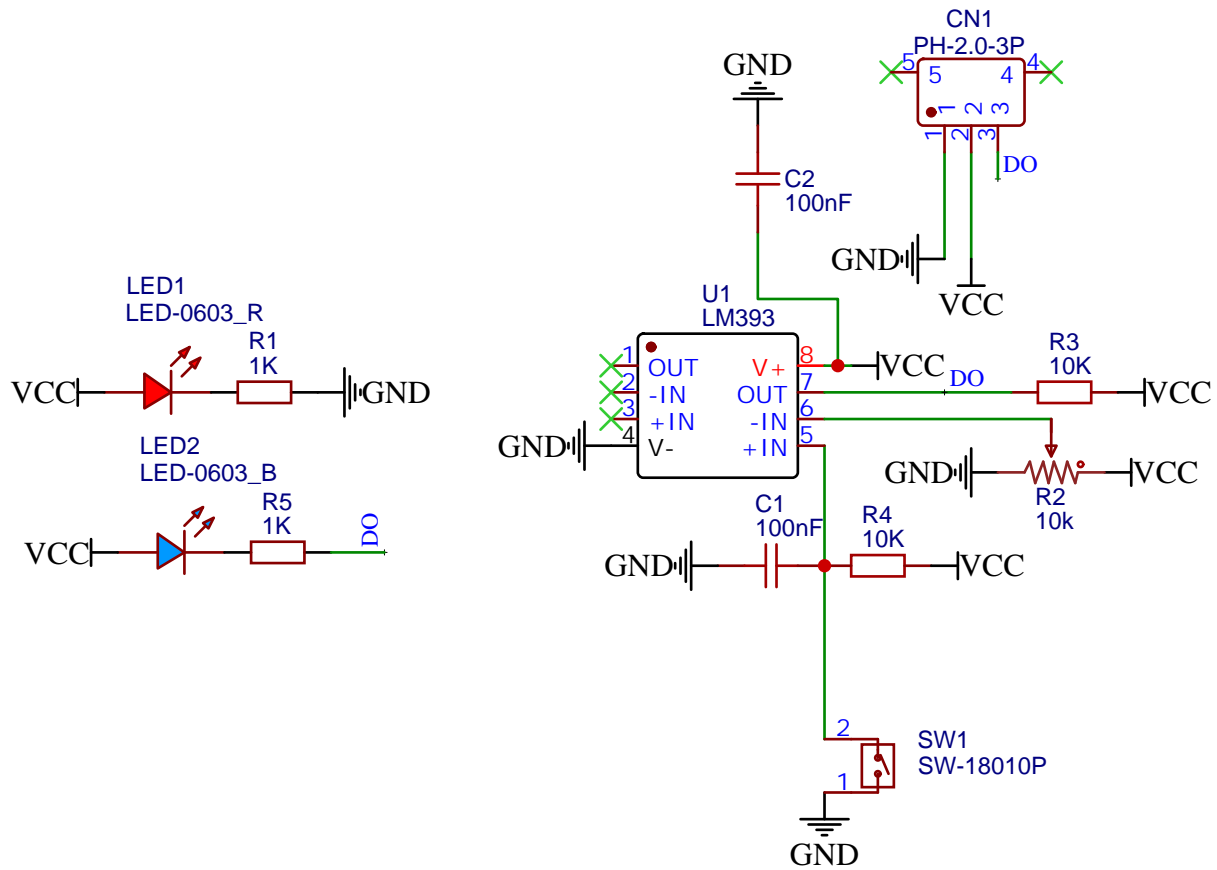 CN1
PH-2.0-3P
5
5
4
4
1
2
3
1
2
3
DO
GND
VCC
GND
C2
100nF
LED1
LED-0603_R
R1
1K
VCC
GND
LED2
LED-0603_B
R5
1K
VCC
DO
U1
LM393
1
OUT
2
-IN
3
+IN
4
V-
GND
8
V+
VCC
7
OUT
DO
R3
10K
VCC
6
-IN
5
+IN
GND
R2
10k
VCC
C1
100nF
GND
R4
10K
VCC
2
1
SW1
SW-18010P
GND